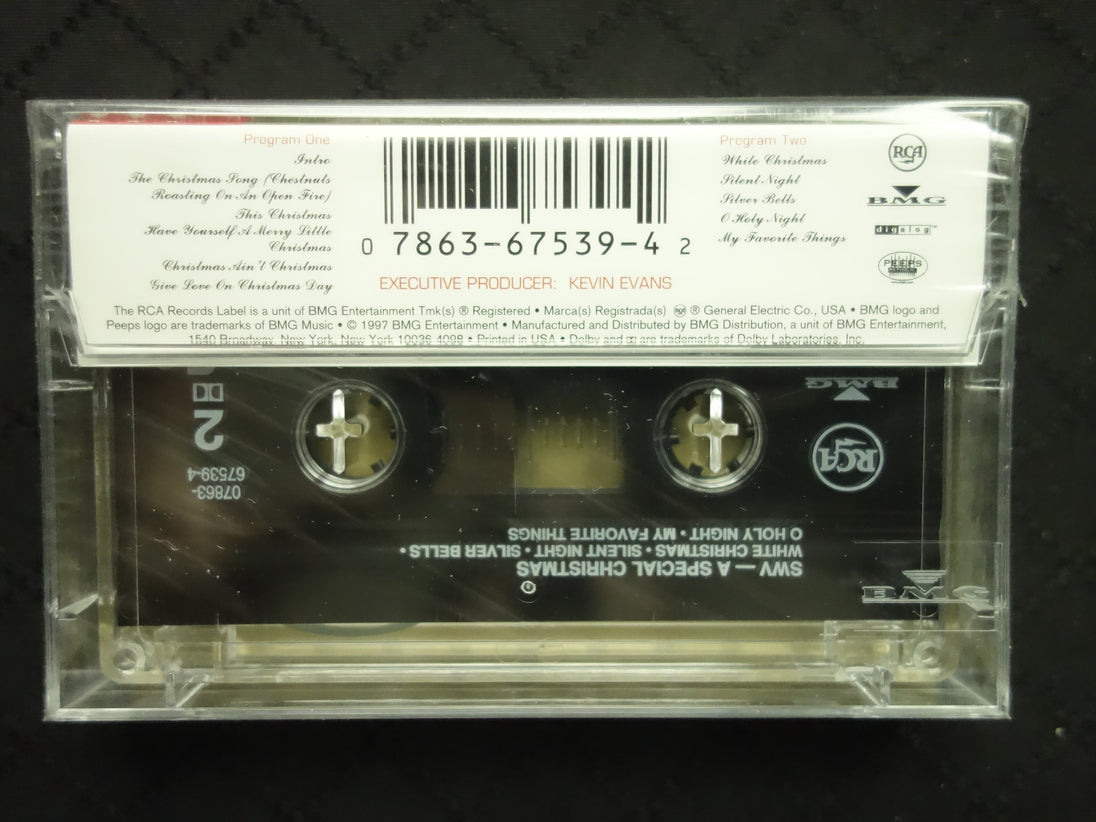 Program One
Intro
The Christmas Song (Chestnuts
Roasting On An Open Fire)
This Christmas
Have Yourself A Merry Little
Christmas
Christmas Ain't Christmas
Give Love On Christmas Day
0 7863-67539-4 2
EXECUTIVE PRODUCER: KEVIN EVANS
Program Two
White Christmas
Silent Night
Silver Bells
O Holy Night
My Favorite Things
RCA
BMG
digalog™
PEEPS
The RCA Records Label is a unit of BMG Entertainment Tmk(s) ® Registered • Marca(s) Registrada(s) RCA ® General Electric Co., USA • BMG logo and
Peeps logo are trademarks of BMG Music • © 1997 BMG Entertainment • Manufactured and Distributed by BMG Distribution, a unit of BMG Entertainment,
1540 Broadway, New York, New York 10036-4098 • Printed in USA • Dolby and are trademarks of Dolby Laboratories, Inc.
SWV — A SPECIAL CHRISTMAS
WHITE CHRISTMAS • SILENT NIGHT • SILVER BELLS •
O HOLY NIGHT • MY FAVORITE THINGS
RCA
BMG
07863-
67539-4
2
BMG